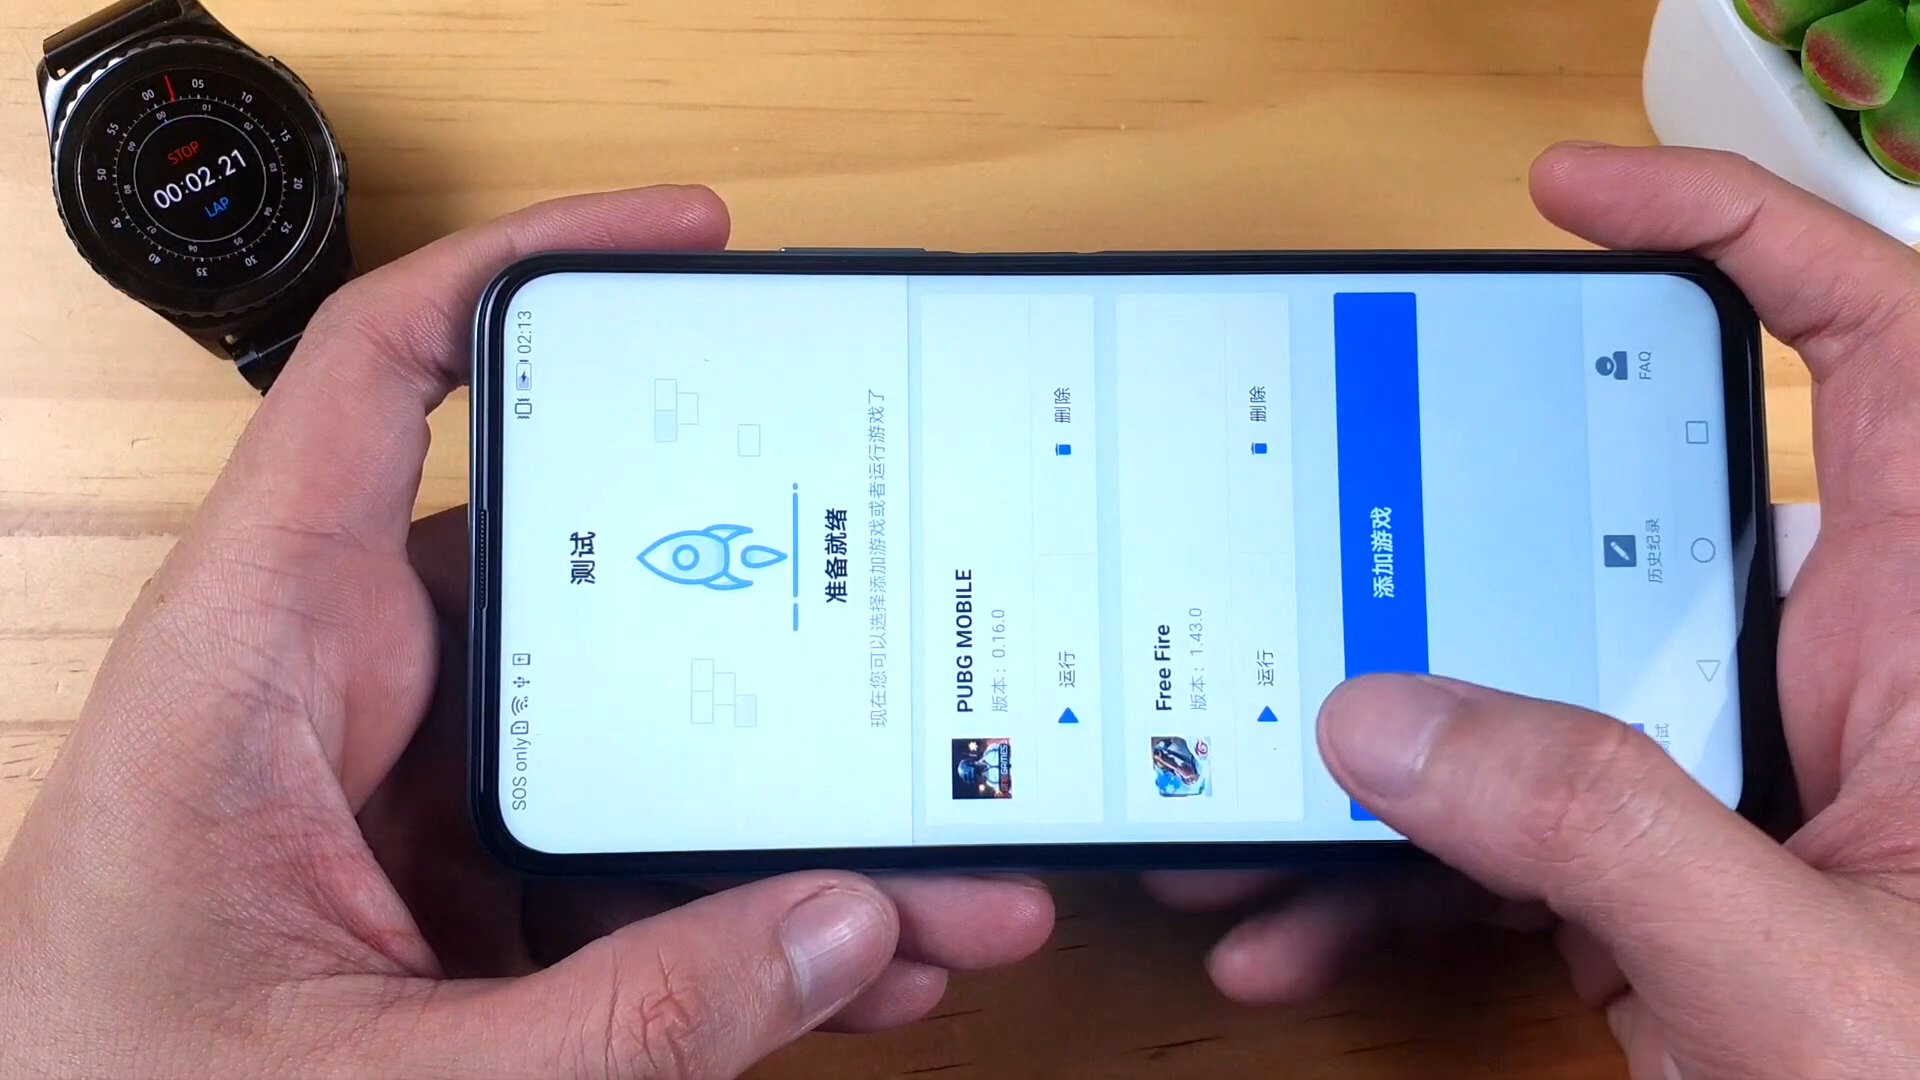 STOP
00:02.21
LAP
00
05
10
15
20
25
30
35
40
45
50
55
SOS only
02:13
测试
准备就绪
现在您可以选择添加游戏或者运行游戏了
PUBG MOBILE
版本：0.16.0
运行
删除
Free Fire
版本：1.43.0
运行
删除
添加游戏
历史纪录
FAQ